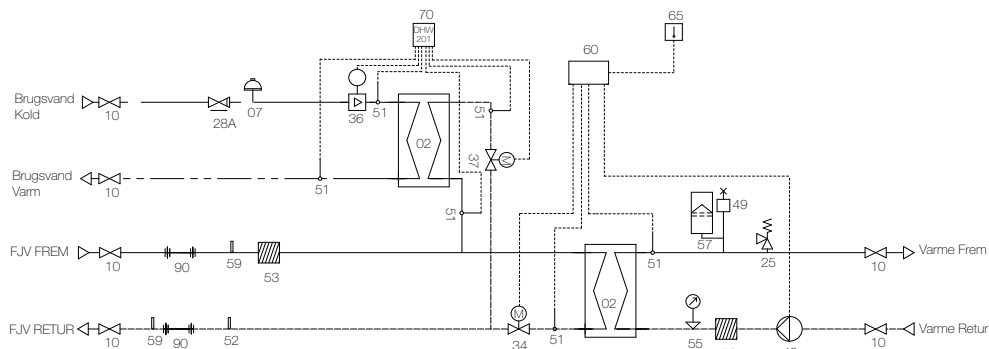 70
DHW
201
65
60
Brugsvand
Kold
10
28A
07
36
51
02
51
37
M
Brugsvand
Varm
10
51
51
49
57
FJV FREM
10
90
59
53
51
25
10
Varme Frem
02
M
FJV RETUR
10
59
90
52
34
51
55
10
Varme Retur